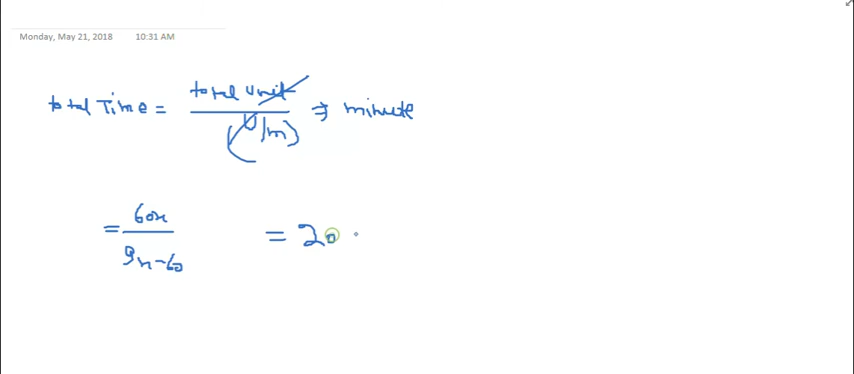 Monday, May 21, 2018 10:31 AM
total Time = total Unit / (U/m) ⇒ minute
= 60x / 9x-60 = 20